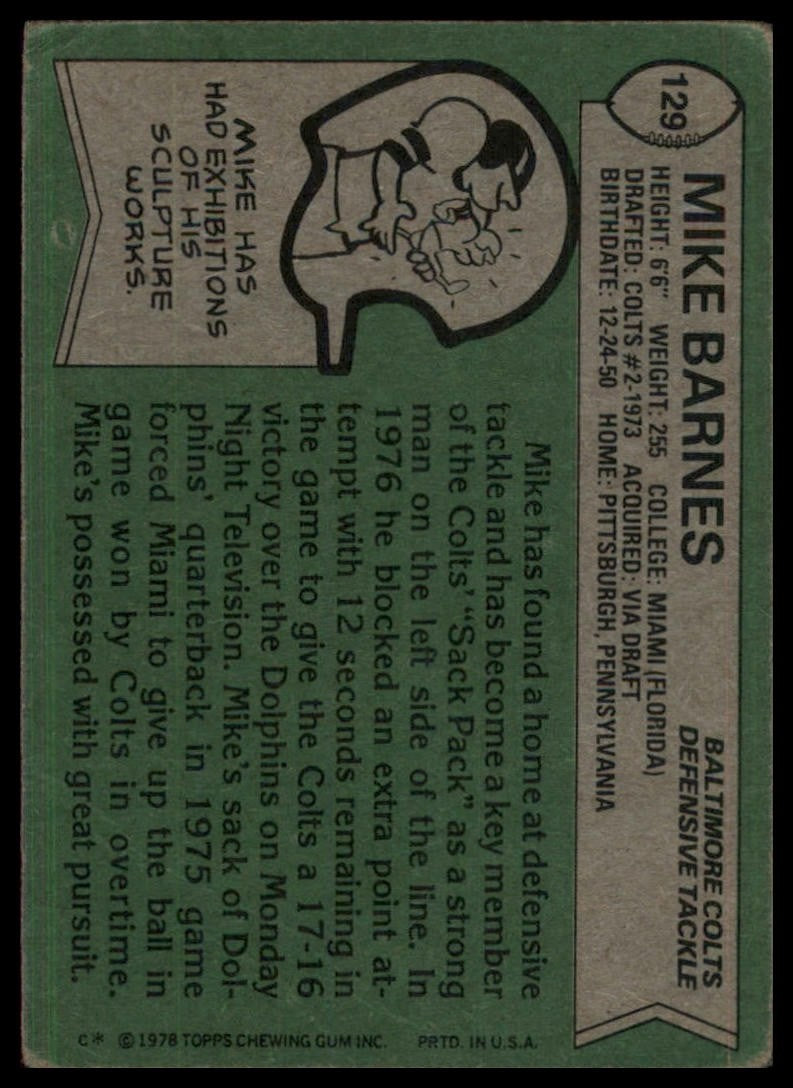 129
MIKE BARNES
BALTIMORE COLTS
DEFENSIVE TACKLE
HEIGHT: 6'6" WEIGHT: 255 COLLEGE: MIAMI (FLORIDA)
DRAFTED: COLTS #2-1973 ACQUIRED: VIA DRAFT
BIRTHDATE: 12-24-50 HOME: PITTSBURGH, PENNSYLVANIA
MIKE HAS
HAD EXHIBITIONS
OF HIS
SCULPTURE
WORKS.
Mike has found a home at defensive
tackle and has become a key member
of the Colts' "Sack Pack" as a strong
man on the left side of the line. In
1976 he blocked an extra point at-
tempt with 12 seconds remaining in
the game to give the Colts a 17-16
victory over the Dolphins on Monday
Night Television. Mike's sack of Dol-
phins' quarterback in 1975 game
forced Miami to give up the ball in
game won by Colts in overtime.
Mike's possessed with great pursuit.
C* © 1978 TOPPS CHEWING GUM INC. PRTD. IN U.S.A.